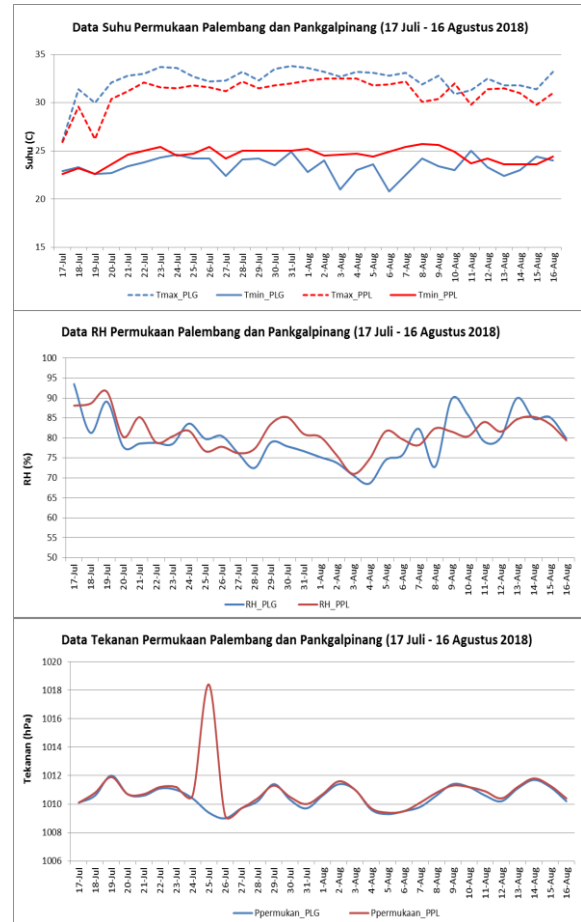 Data Suhu Permukaan Palembang dan Pankgalpinang (17 Juli - 16 Agustus 2018)
35
30
25
20
15
Suhu (C)
17-Jul
18-Jul
19-Jul
20-Jul
21-Jul
22-Jul
23-Jul
24-Jul
25-Jul
26-Jul
27-Jul
28-Jul
29-Jul
30-Jul
31-Jul
1-Aug
2-Aug
3-Aug
4-Aug
5-Aug
6-Aug
7-Aug
8-Aug
9-Aug
10-Aug
11-Aug
12-Aug
13-Aug
14-Aug
15-Aug
16-Aug
Tmax_PLG Tmin_PLG Tmax_PPL Tmin_PPL
Data RH Permukaan Palembang dan Pankgalpinang (17 Juli - 16 Agustus 2018)
100
95
90
85
80
75
70
65
60
55
50
RH (%)
17-Jul
18-Jul
19-Jul
20-Jul
21-Jul
22-Jul
23-Jul
24-Jul
25-Jul
26-Jul
27-Jul
28-Jul
29-Jul
30-Jul
31-Jul
1-Aug
2-Aug
3-Aug
4-Aug
5-Aug
6-Aug
7-Aug
8-Aug
9-Aug
10-Aug
11-Aug
12-Aug
13-Aug
14-Aug
15-Aug
16-Aug
RH_PLG RH_PPL
Data Tekanan Permukaan Palembang dan Pankgalpinang (17 Juli - 16 Agustus 2018)
1020
1018
1016
1014
1012
1010
1008
1006
Tekanan (hPa)
17-Jul
18-Jul
19-Jul
20-Jul
21-Jul
22-Jul
23-Jul
24-Jul
25-Jul
26-Jul
27-Jul
28-Jul
29-Jul
30-Jul
31-Jul
1-Aug
2-Aug
3-Aug
4-Aug
5-Aug
6-Aug
7-Aug
8-Aug
9-Aug
10-Aug
11-Aug
12-Aug
13-Aug
14-Aug
15-Aug
16-Aug
Ppermukan_PLG Ppermukaan_PPL